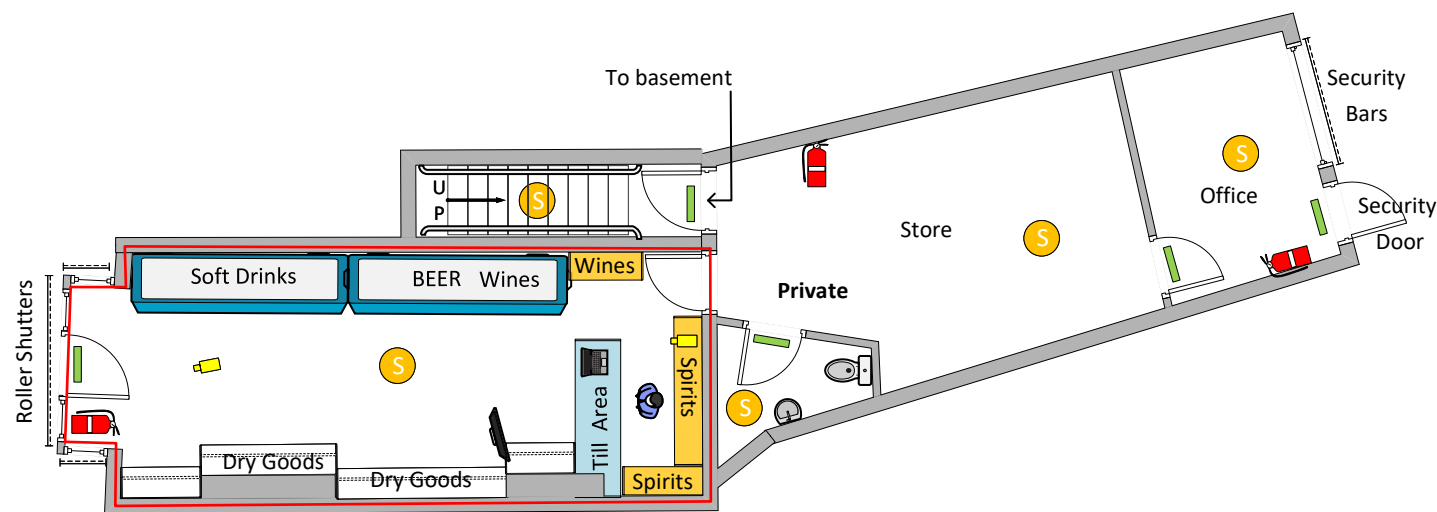 To basement
Security
Bars
S
Office
U
P
S
Security
Door
Store
S
Roller Shutters
Soft Drinks
BEER Wines
Wines
Private
S
Spirits
Till Area
S
Dry Goods
Dry Goods
Spirits